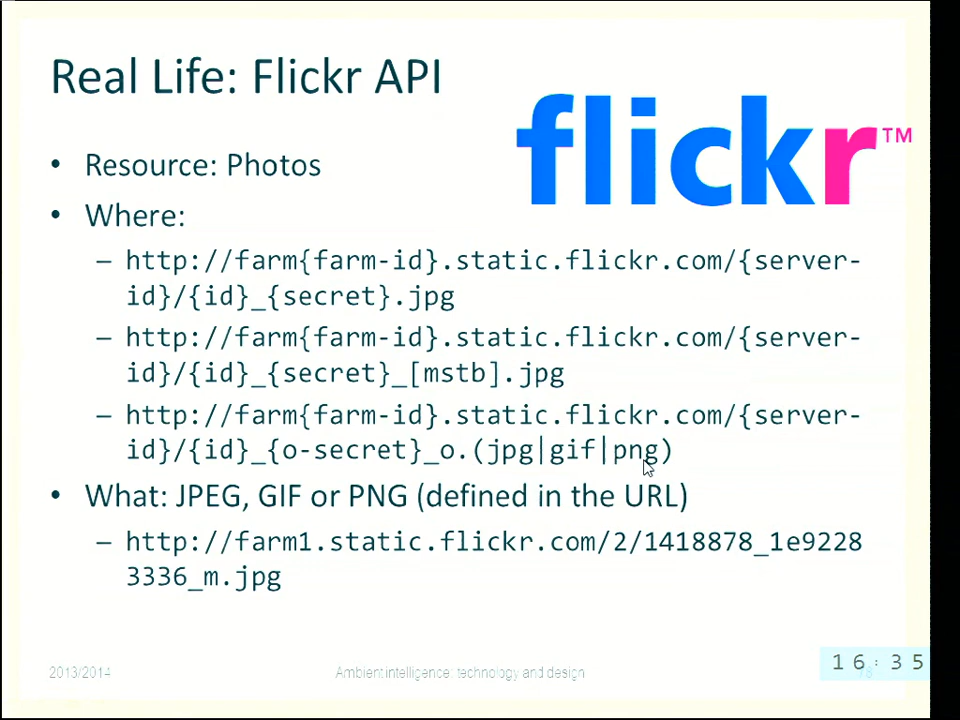 Real Life: Flickr API
flickr™
• Resource: Photos
• Where:
– http://farm{farm-id}.static.flickr.com/{server-
id}/{id}_{secret}.jpg
– http://farm{farm-id}.static.flickr.com/{server-
id}/{id}_{secret}_[mstb].jpg
– http://farm{farm-id}.static.flickr.com/{server-
id}/{id}_{o-secret}_o.(jpg|gif|png)
• What: JPEG, GIF or PNG (defined in the URL)
– http://farm1.static.flickr.com/2/1418878_1e9228
3336_m.jpg
2013/2014
Ambient intelligence: technology and design
16:35